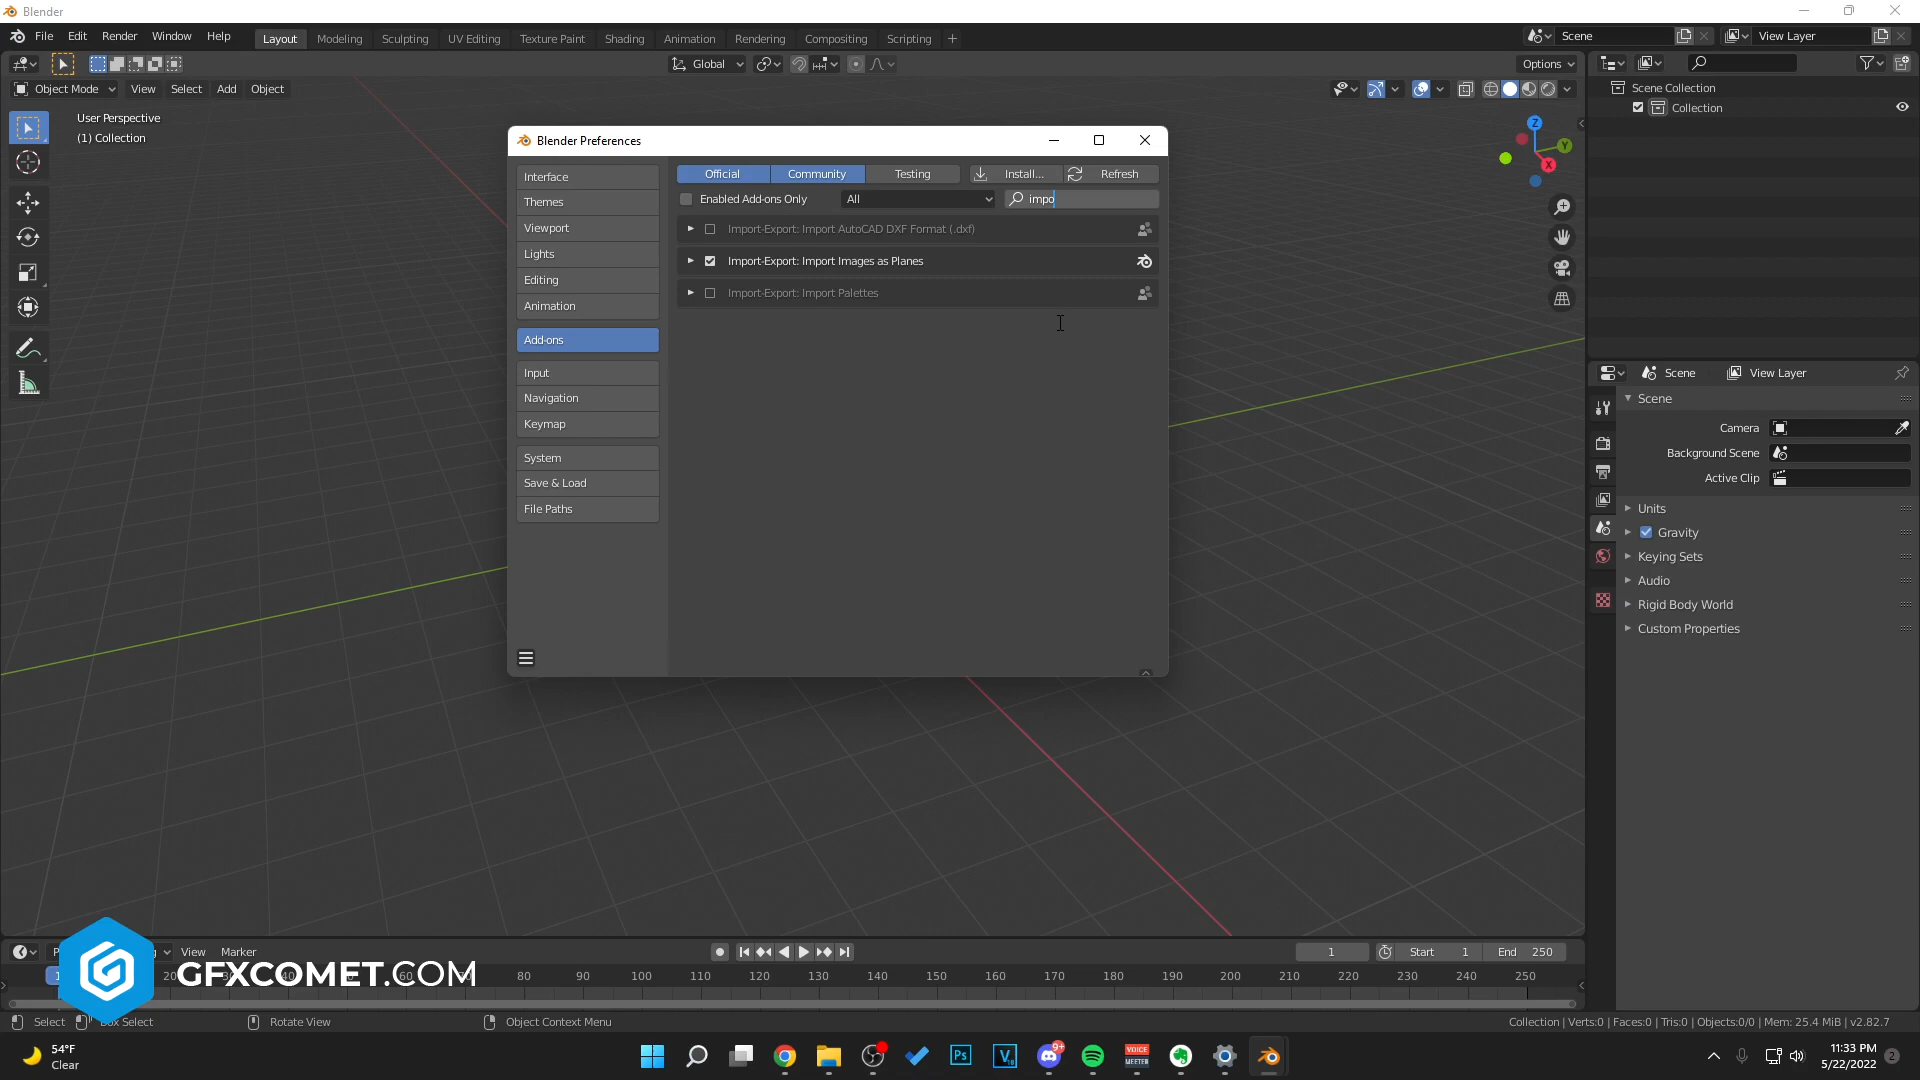 Blender
File Edit Render Window Help Layout Modeling Sculpting UV Editing Texture Paint Shading Animation Rendering Compositing Scripting + Scene View Layer
Global Options
Object Mode View Select Add Object
User Perspective
(1) Collection
Z
Y
X
Scene Collection
Collection
Blender Preferences
Interface
Themes
Viewport
Lights
Editing
Animation
Add-ons
Input
Navigation
Keymap
System
Save & Load
File Paths
Official Community Testing Install... Refresh
Enabled Add-ons Only All impo
Import-Export: Import AutoCAD DXF Format (.dxf)
Import-Export: Import Images as Planes
Import-Export: Import Palettes
Scene View Layer
Scene
Camera
Background Scene
Active Clip
Units
Gravity
Keying Sets
Audio
Rigid Body World
Custom Properties
View Marker 1 Start 1 End 250
20 80 90 100 110 120 130 140 150 160 170 180 190 200 210 220 230 240 250
GFXCOMET.COM
Select Box Select Rotate View Object Context Menu Collection | Verts:0 | Faces:0 | Tris:0 | Objects:0/0 | Mem: 25.4 MiB | v2.82.7
54°F
Clear
Ps
9+
VOICE
MEETER
11:33 PM
5/22/2022
2